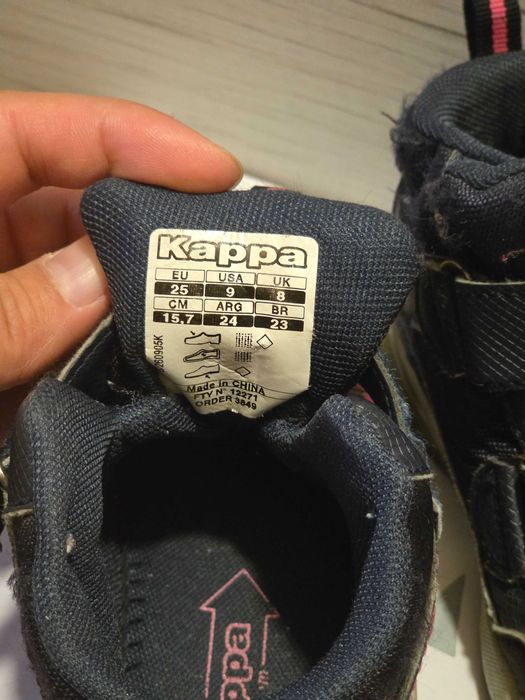 Kappa
EU USA UK
25 9 8
CM ARG BR
15.7 24 23
260905K
Made in CHINA
FTY N° 12271
ORDER 3849
Kappa